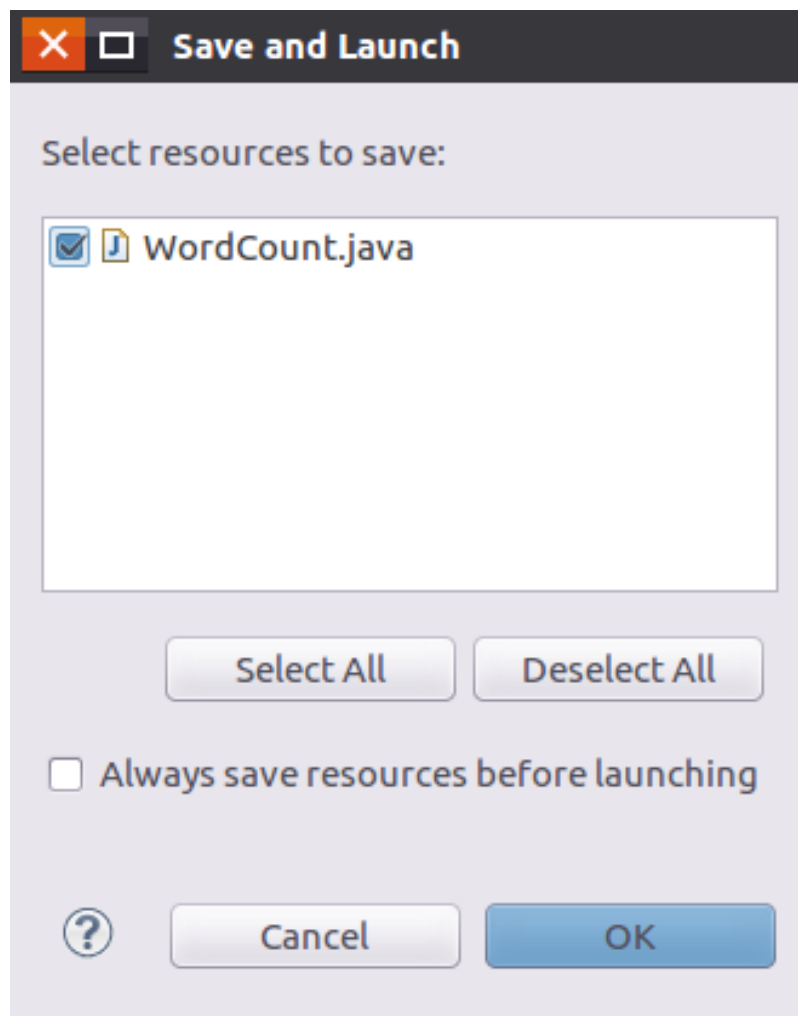 Save and Launch
Select resources to save:
WordCount.java
Select All Deselect All
Always save resources before launching
Cancel OK